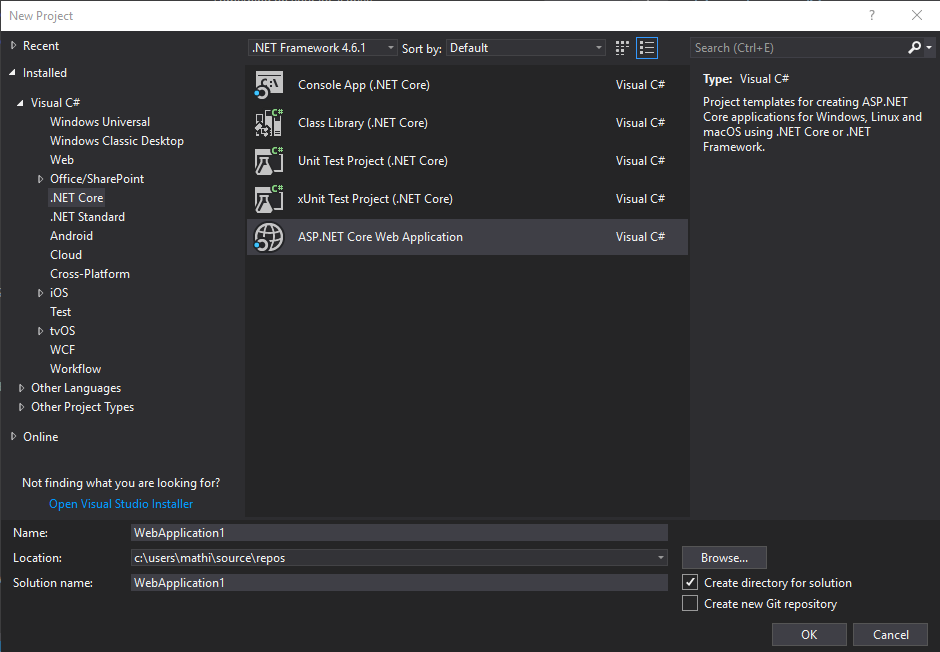 New Project
?
Recent
Installed
Visual C#
Windows Universal
Windows Classic Desktop
Web
Office/SharePoint
.NET Core
.NET Standard
Android
Cloud
Cross-Platform
iOS
Test
tvOS
WCF
Workflow
Other Languages
Other Project Types
Online
Not finding what you are looking for?
Open Visual Studio Installer
.NET Framework 4.6.1 Sort by: Default
Console App (.NET Core) Visual C#
Class Library (.NET Core) Visual C#
Unit Test Project (.NET Core) Visual C#
xUnit Test Project (.NET Core) Visual C#
ASP.NET Core Web Application Visual C#
Search (Ctrl+E)
Type: Visual C#
Project templates for creating ASP.NET
Core applications for Windows, Linux and
macOS using .NET Core or .NET
Framework.
Name: WebApplication1
Location: c:\users\mathi\source\repos Browse...
Solution name: WebApplication1
Create directory for solution
Create new Git repository
OK Cancel